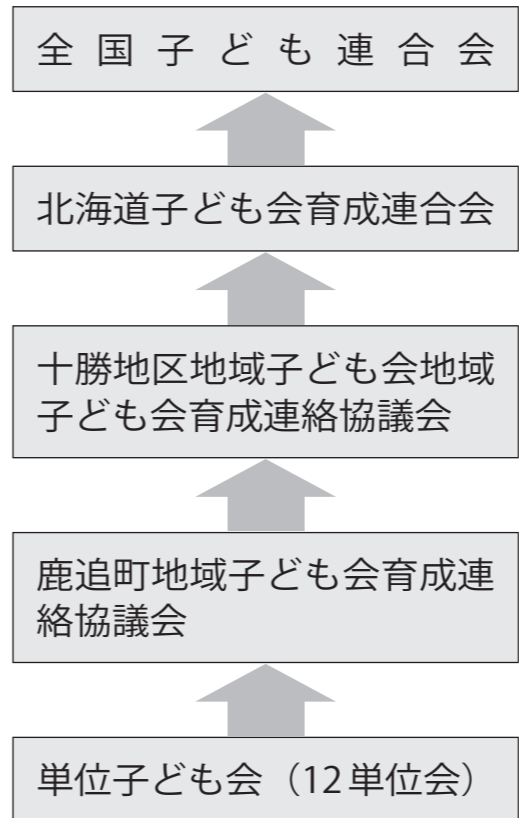 全国子ども連合会
北海道子ども会育成連合会
十勝地区地域子ども会地域
子ども会育成連絡協議会
鹿追町地域子ども会育成連
絡協議会
単位子ども会（12単位会）